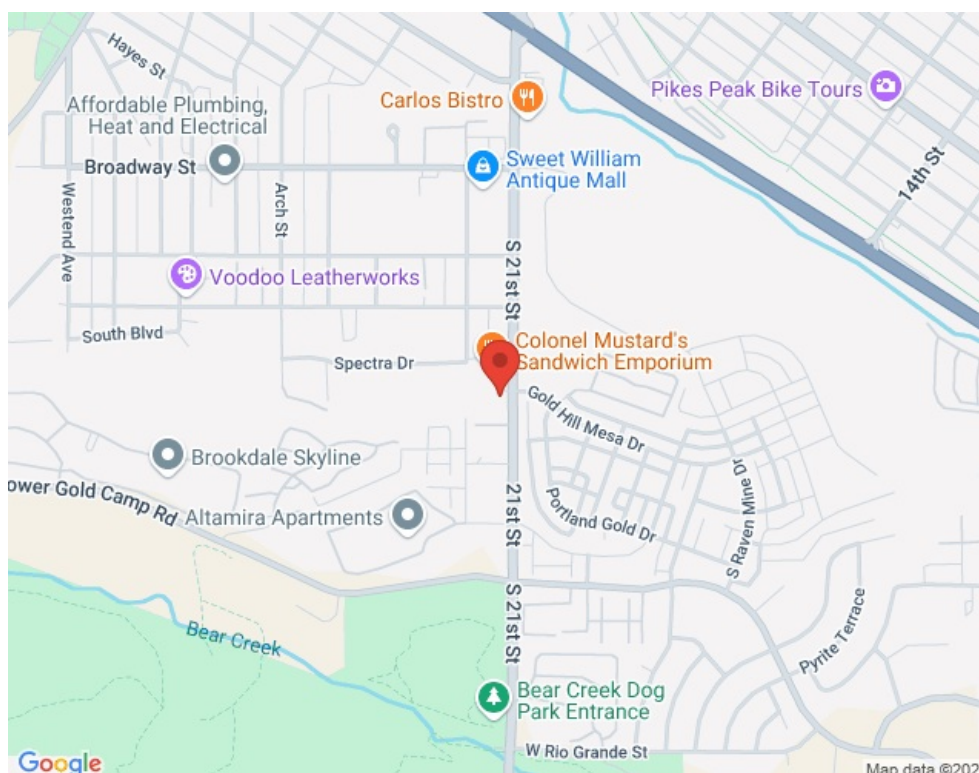 Hayes St
Carlos Bistro
Pikes Peak Bike Tours
Affordable Plumbing,
Heat and Electrical
Broadway St
Sweet William
Antique Mall
14th St
Westend Ave
Arch St
S 21st St
Voodoo Leatherworks
South Blvd
Spectra Dr
Colonel Mustard's
Sandwich Emporium
Gold Hill Mesa Dr
Brookdale Skyline
ower Gold Camp Rd
Altamira Apartments
21st St
Portland Gold Dr
S Raven Mine Dr
S 21st St
Bear Creek
Pyrite Terrace
Bear Creek Dog
Park Entrance
W Rio Grande St
Google
Map data ©202